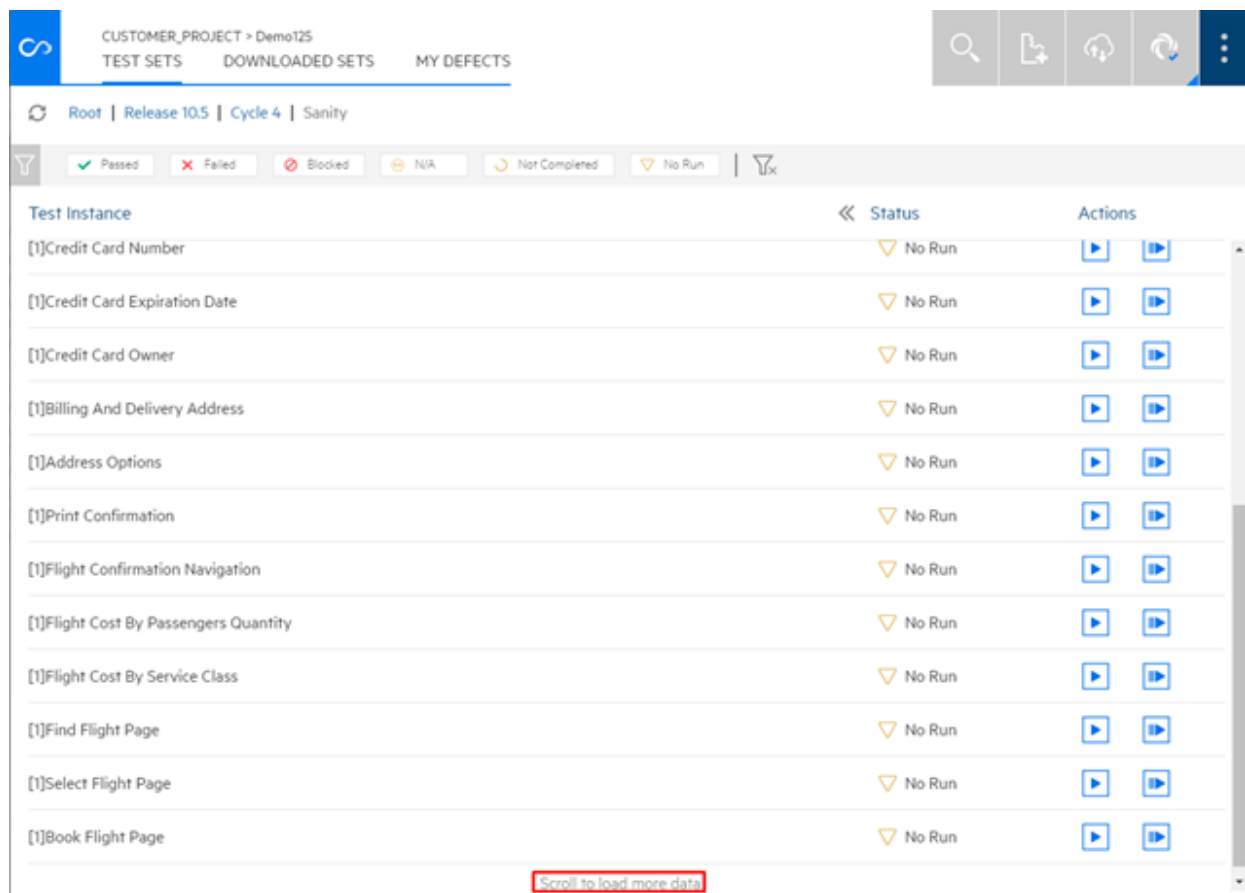 CUSTOMER_PROJECT > Demo125
TEST SETS DOWNLOADED SETS MY DEFECTS
Root | Release 10.5 | Cycle 4 | Sanity
Passed Failed Blocked N/A Not Completed No Run
Test Instance Status Actions
[1]Credit Card Number No Run
[1]Credit Card Expiration Date No Run
[1]Credit Card Owner No Run
[1]Billing And Delivery Address No Run
[1]Address Options No Run
[1]Print Confirmation No Run
[1]Flight Confirmation Navigation No Run
[1]Flight Cost By Passengers Quantity No Run
[1]Flight Cost By Service Class No Run
[1]Find Flight Page No Run
[1]Select Flight Page No Run
[1]Book Flight Page No Run
Scroll to load more data